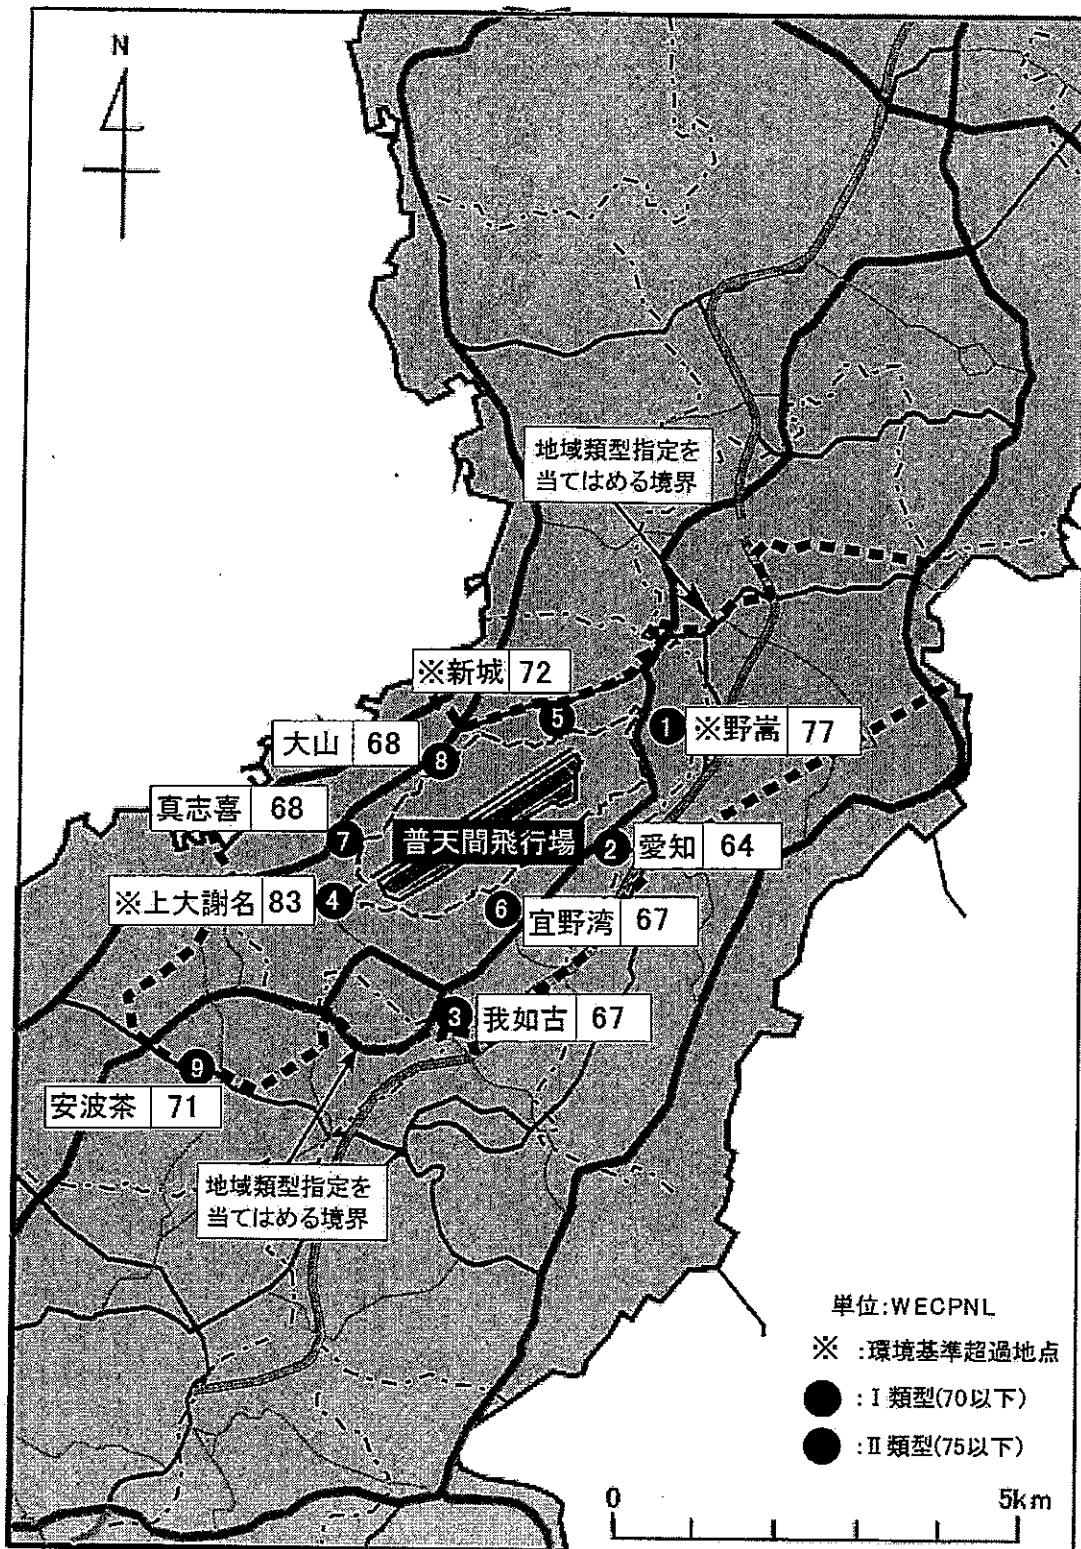 N
地域類型指定を
当てはめる境界
※新城 72
5
1
※野嵩 77
大山 68
8
真志喜 68
7
普天間飛行場
2
愛知 64
※上大謝名 83
4
6
宜野湾 67
3
我如古 67
9
安波茶 71
地域類型指定を
当てはめる境界
単位:WECPNL
※ :環境基準超過地点
● :Ⅰ類型(70以下)
● :Ⅱ類型(75以下)
0 5km